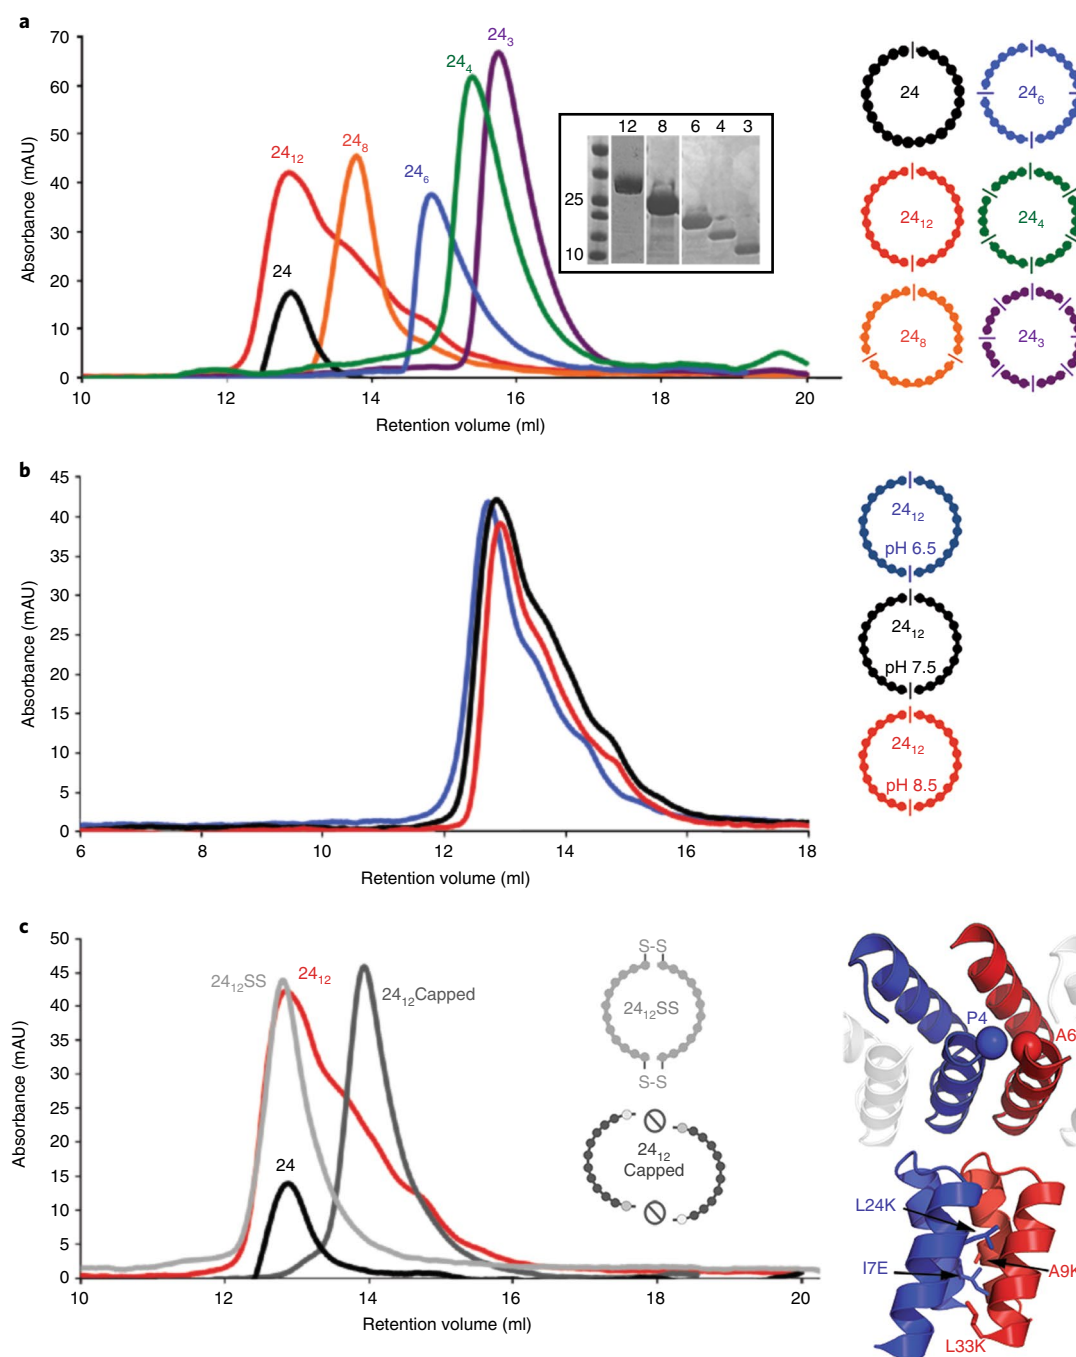 a
70
60
50
40
30
20
10
0
Absorbance (mAU)
10
12
14
16
18
20
Retention volume (ml)
24₁₂
24
24₈
24₆
24₄
24₃
12 8 6 4 3
25
10
24
24₆
24₁₂
24₄
24₈
24₃
b
45
40
35
30
25
20
15
10
5
0
Absorbance (mAU)
6
8
10
12
14
16
18
Retention volume (ml)
24₁₂
pH 6.5
24₁₂
pH 7.5
24₁₂
pH 8.5
c
50
45
40
35
30
25
20
15
10
5
0
Absorbance (mAU)
10
12
14
16
18
20
Retention volume (ml)
24₁₂SS
24₁₂
24₁₂Capped
24
S-S
24₁₂SS
S-S
24₁₂
Capped
P4
A6
L24K
I7E
A9K
L33K